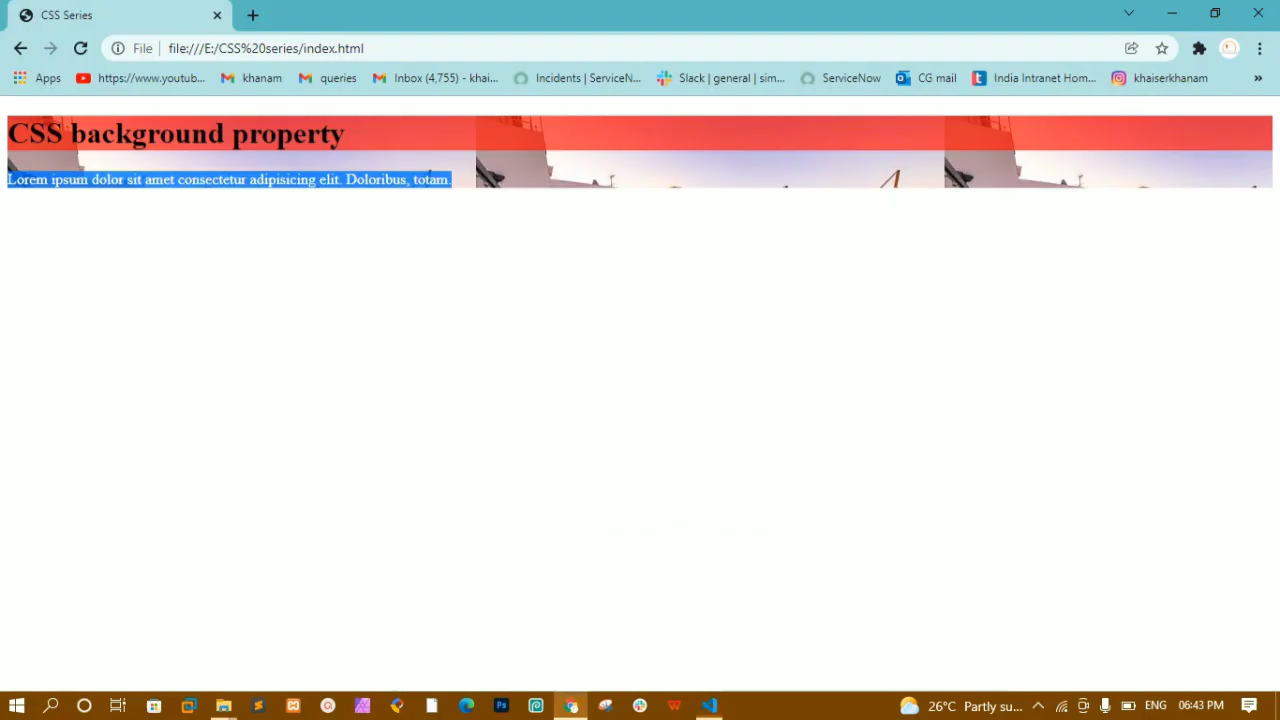 CSS Series
File
file:///E:/CSS%20series/index.html
Apps
https://www.youtub...
khanam
queries
Inbox (4,755) - khai...
Incidents | ServiceN...
Slack | general | sim...
ServiceNow
CG mail
India Intranet Hom...
khaiserkhanam
»
CSS background property
Lorem ipsum dolor sit amet consectetur adipisicing elit. Doloribus, totam.
26°C Partly su...
ENG
06:43 PM